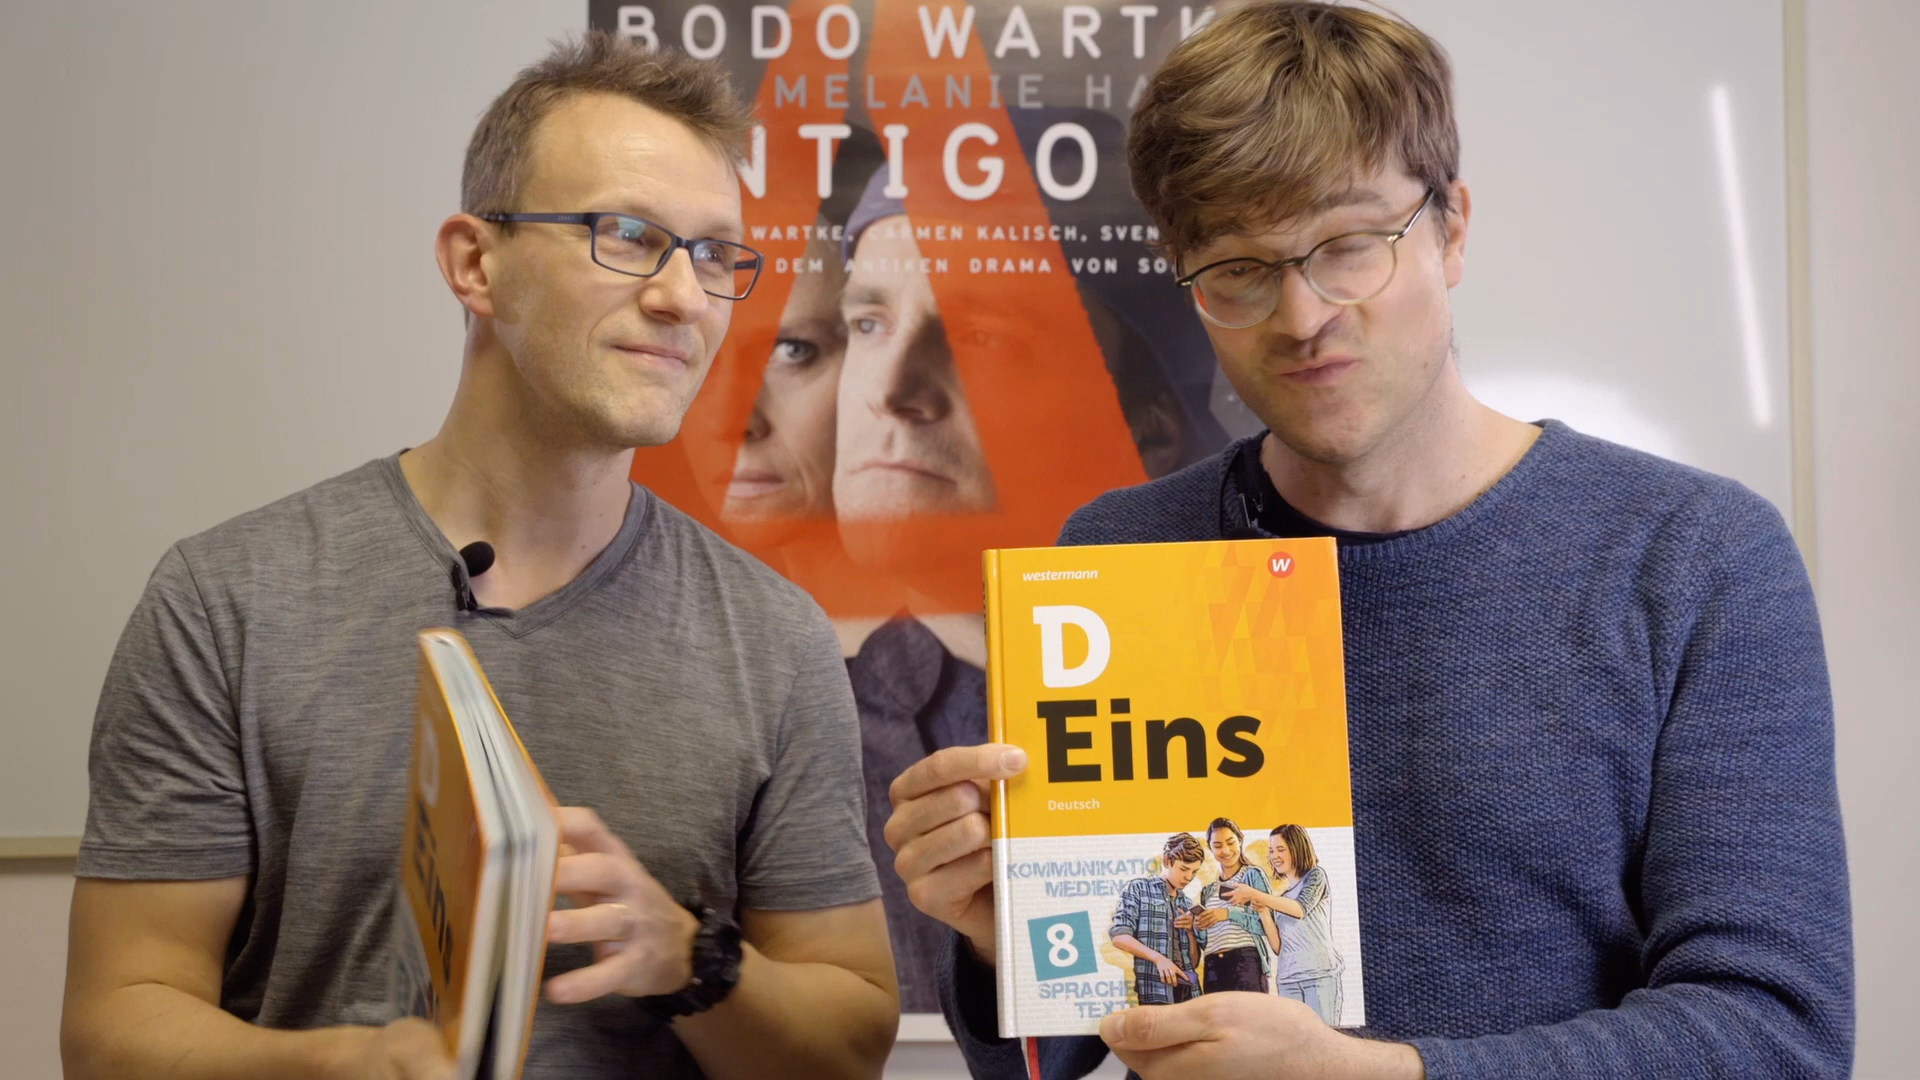 BODO WARTK
MELANIE HA
NTIGO
WARTKE, CARMEN KALISCH, SVEN
DEM ANTIKEN DRAMA VON SO
westermann
W
D
Eins
Deutsch
KOMMUNIKATIO
MEDIEN
8
SPRACHE
TEXT
D
Eins